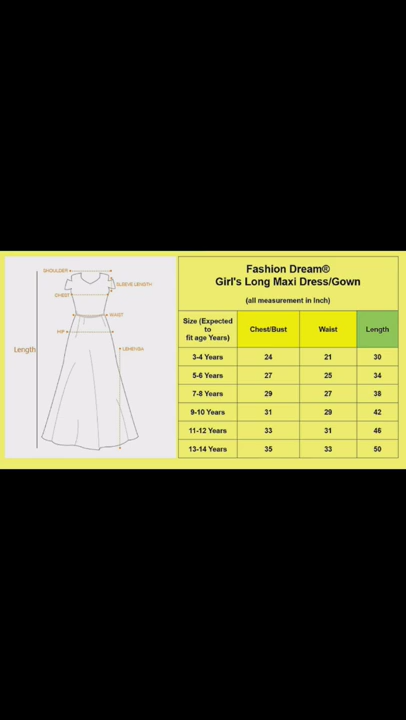 SHOULDER
SLEEVE LENGTH
CHEST
WAIST
HIP
Length
Fashion Dream®
Girl's Long Maxi Dress/Gown
(all measurement in Inch)
Size (Expected
to
fit age Years)
Chest/Bust
Waist
Length
3-4 Years 24 21 30
5-6 Years 27 25 34
7-8 Years 29 27 38
9-10 Years 31 29 42
11-12 Years 33 31 46
13-14 Years 35 33 50